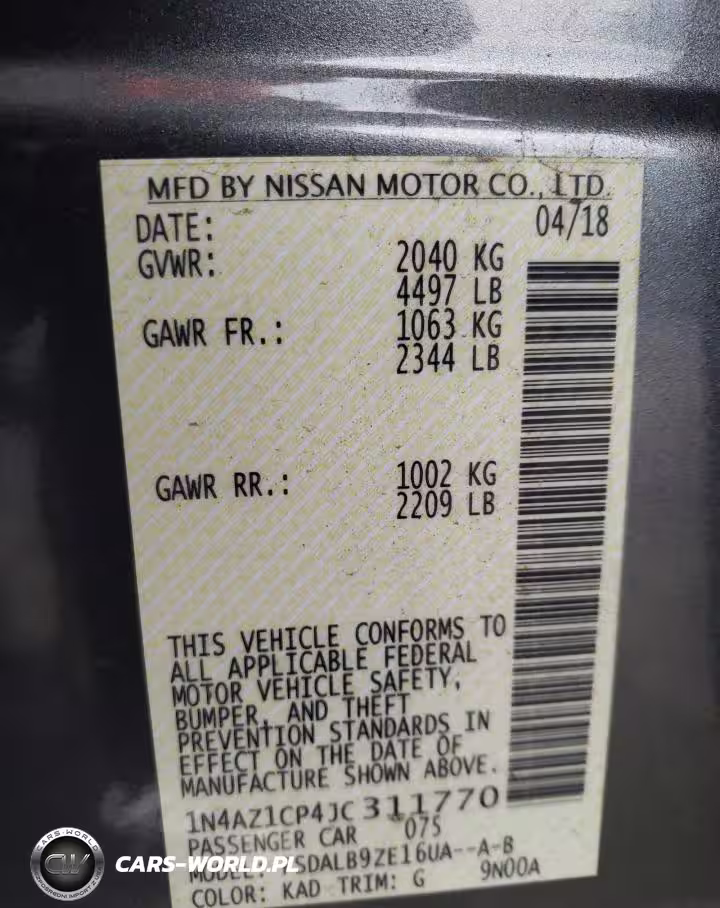 MFD BY NISSAN MOTOR CO., LTD.
DATE: 04/18
GVWR: 2040 KG
4497 LB
GAWR FR.: 1063 KG
2344 LB
GAWR RR.: 1002 KG
2209 LB
THIS VEHICLE CONFORMS TO
ALL APPLICABLE FEDERAL
MOTOR VEHICLE SAFETY,
BUMPER, AND THEFT
PREVENTION STANDARDS IN
EFFECT ON THE DATE OF
MANUFACTURE SHOWN ABOVE.
1N4AZ1CP4JC311770
PASSENGER CAR 075
SDALB9ZE16UA--A-B
COLOR: KAD TRIM: G 9N00A
CARS-WORLD
CW
CARS-WORLD.PL